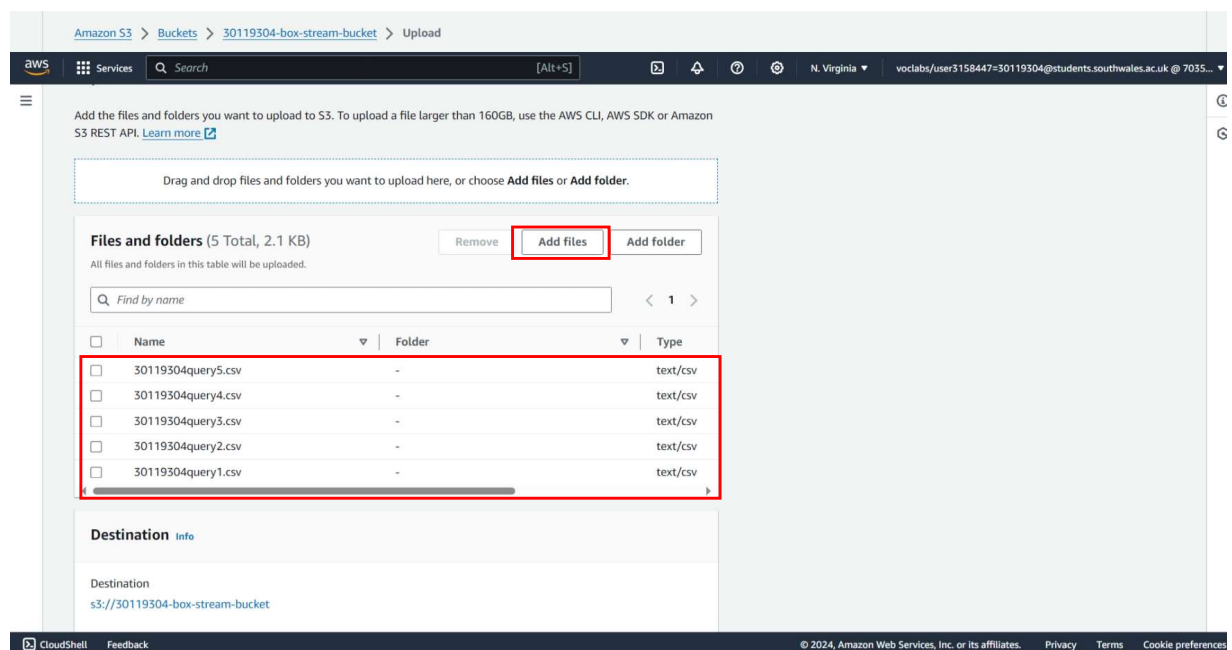 Amazon S3 > Buckets > 30119304-box-stream-bucket > Upload
aws Services Search [Alt+S] N. Virginia ▼ voclabs/user3158447=30119304@students.southwales.ac.uk @ 7035... ▼
Add the files and folders you want to upload to S3. To upload a file larger than 160GB, use the AWS CLI, AWS SDK or Amazon
S3 REST API. Learn more
Drag and drop files and folders you want to upload here, or choose Add files or Add folder.
Files and folders (5 Total, 2.1 KB) Remove Add files Add folder
All files and folders in this table will be uploaded.
Find by name < 1 >
Name Folder Type
30119304query5.csv - text/csv
30119304query4.csv - text/csv
30119304query3.csv - text/csv
30119304query2.csv - text/csv
30119304query1.csv - text/csv
Destination Info
Destination
s3://30119304-box-stream-bucket
CloudShell Feedback © 2024, Amazon Web Services, Inc. or its affiliates. Privacy Terms Cookie preferences